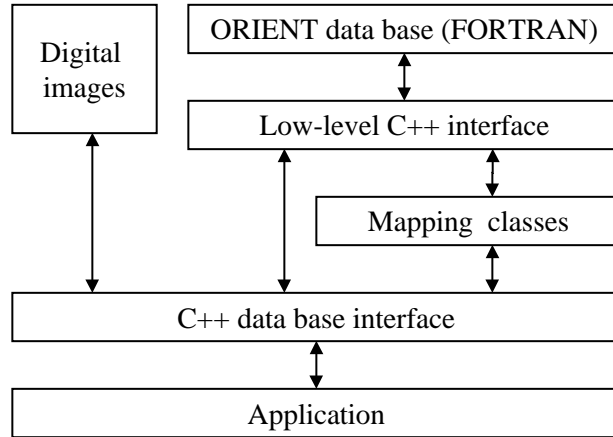 Digital
images
ORIENT data base (FORTRAN)
Low-level C++ interface
Mapping classes
C++ data base interface
Application